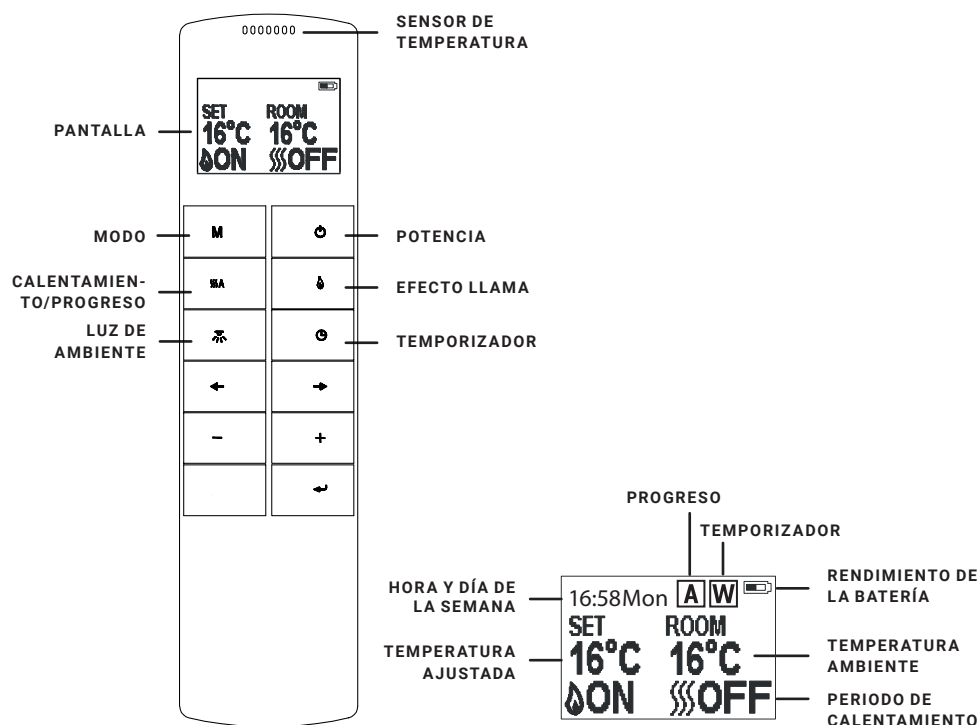 SENSOR DE
TEMPERATURA
SET ROOM
16°C 16°C
ON OFF
PANTALLA
M
MODO
POTENCIA
A
CALENTAMIEN-
TO/PROGRESO
EFECTO LLAMA
LUZ DE
AMBIENTE
TEMPORIZADOR
-
+
PROGRESO
TEMPORIZADOR
HORA Y DÍA DE
LA SEMANA
16:58Mon A W
RENDIMIENTO DE
LA BATERÍA
SET ROOM
16°C 16°C
ON OFF
TEMPERATURA
AJUSTADA
TEMPERATURA
AMBIENTE
PERIODO DE
CALENTAMIENTO